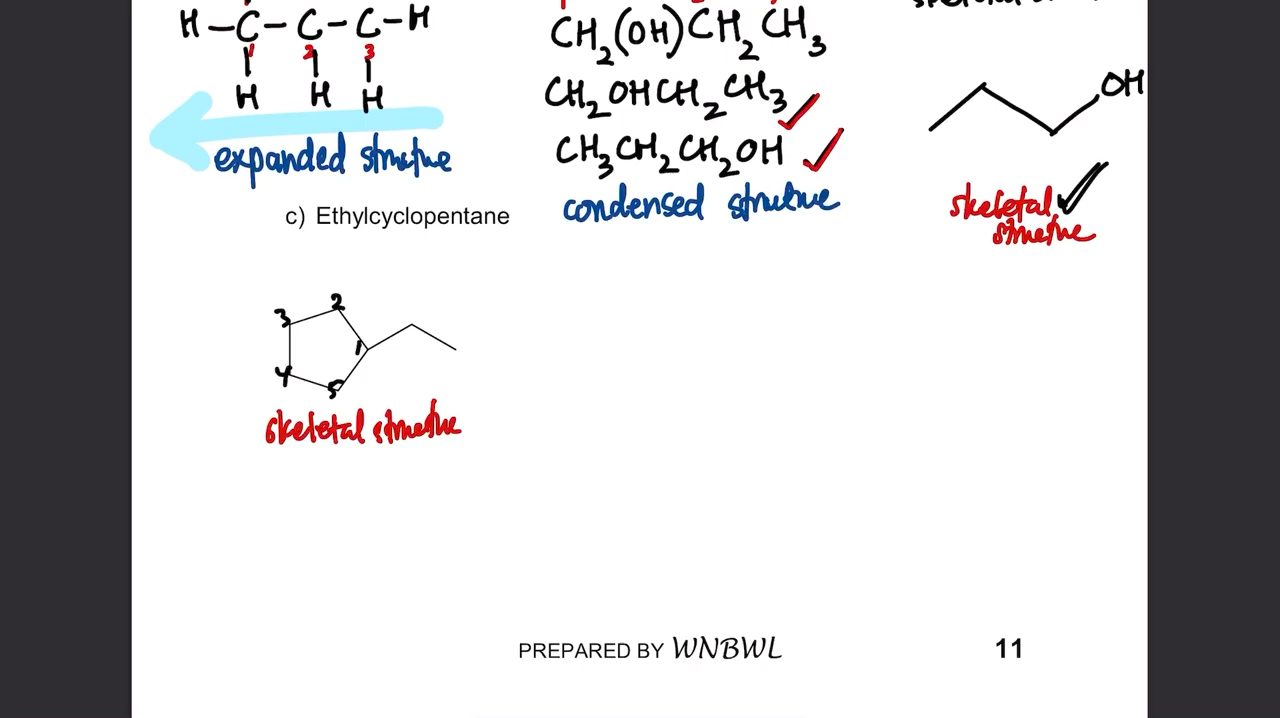 H–C–C–C–H
1 2 3
H H H
expanded structure
CH2(OH)CH2CH3
CH2OHCH2CH3
CH3CH2CH2OH
condensed structure
OH
skeletal
structure
c) Ethylcyclopentane
2
3
1
4
5
skeletal structure
PREPARED BY WNBWL
11